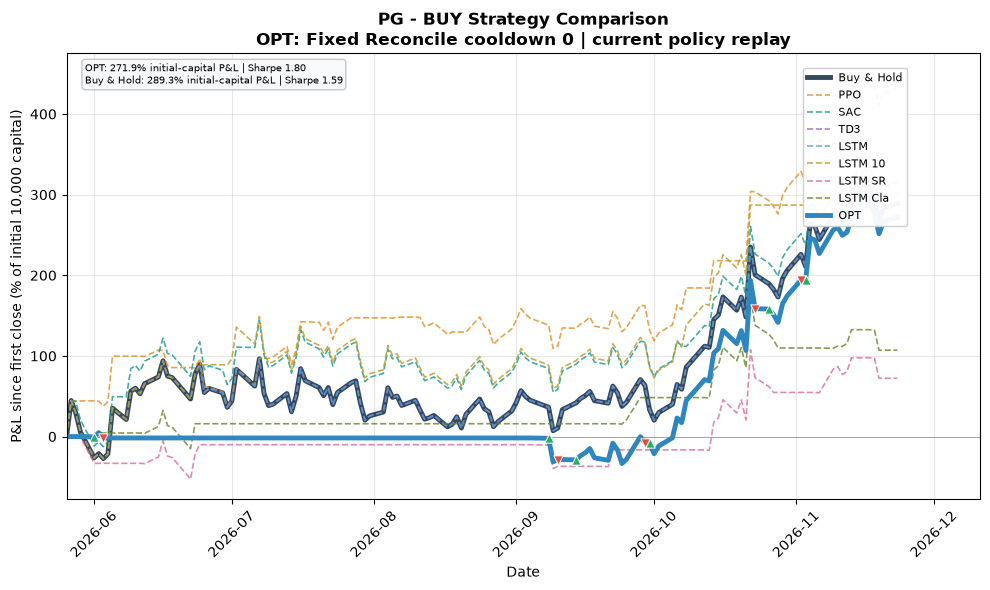 PG - BUY Strategy Comparison
OPT: Fixed Reconcile cooldown 0 | current policy replay
OPT: 271.9% initial-capital P&L | Sharpe 1.80
Buy & Hold: 289.3% initial-capital P&L | Sharpe 1.59
Buy & Hold
PPO
SAC
TD3
LSTM
LSTM 10
LSTM SR
LSTM Cla
OPT
P&L since first close (% of initial 10,000 capital)
400
300
200
100
0
2026-06
2026-07
2026-08
2026-09
2026-10
2026-11
2026-12
Date